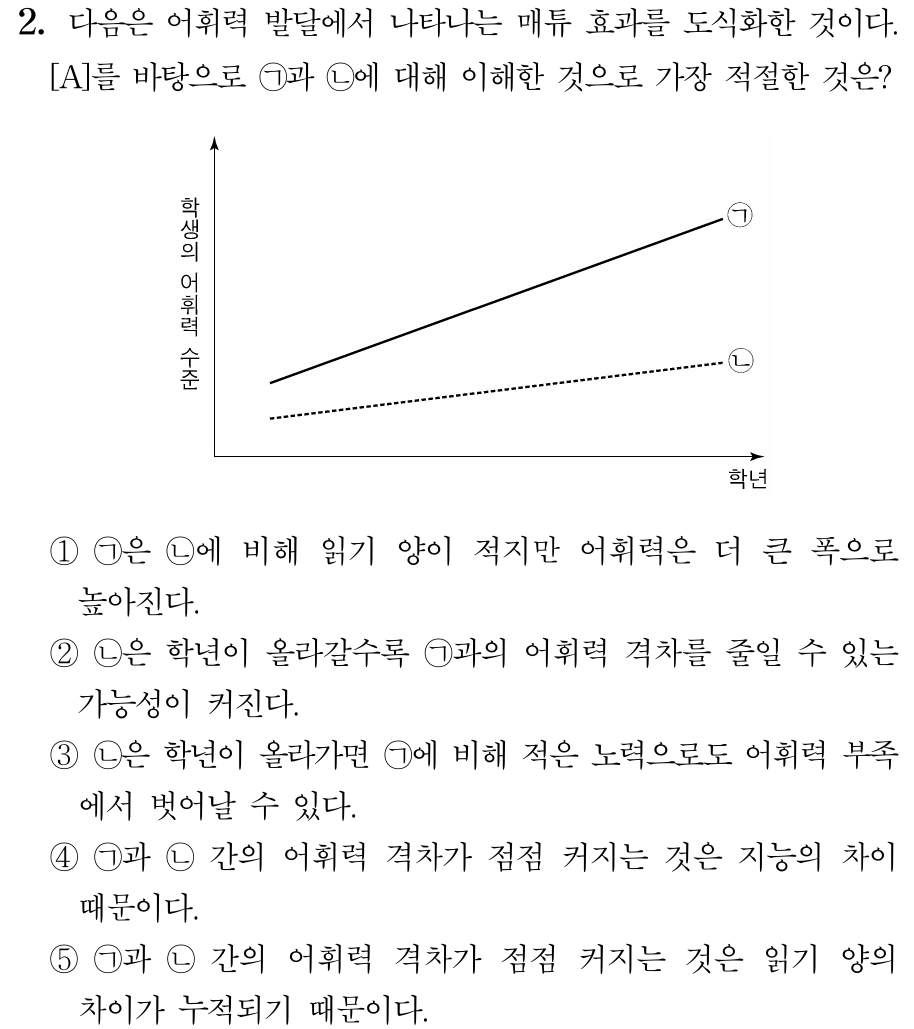 2. 다음은 어휘력 발달에서 나타나는 매튜 효과를 도식화한 것이다.
[A]를 바탕으로 ㉠과 ㉡에 대해 이해한 것으로 가장 적절한 것은?
학생의 어휘력 수준
㉠
㉡
학년
① ㉠은 ㉡에 비해 읽기 양이 적지만 어휘력은 더 큰 폭으로
높아진다.
② ㉡은 학년이 올라갈수록 ㉠과의 어휘력 격차를 줄일 수 있는
가능성이 커진다.
③ ㉡은 학년이 올라가면 ㉠에 비해 적은 노력으로도 어휘력 부족
에서 벗어날 수 있다.
④ ㉠과 ㉡ 간의 어휘력 격차가 점점 커지는 것은 지능의 차이
때문이다.
⑤ ㉠과 ㉡ 간의 어휘력 격차가 점점 커지는 것은 읽기 양의
차이가 누적되기 때문이다.